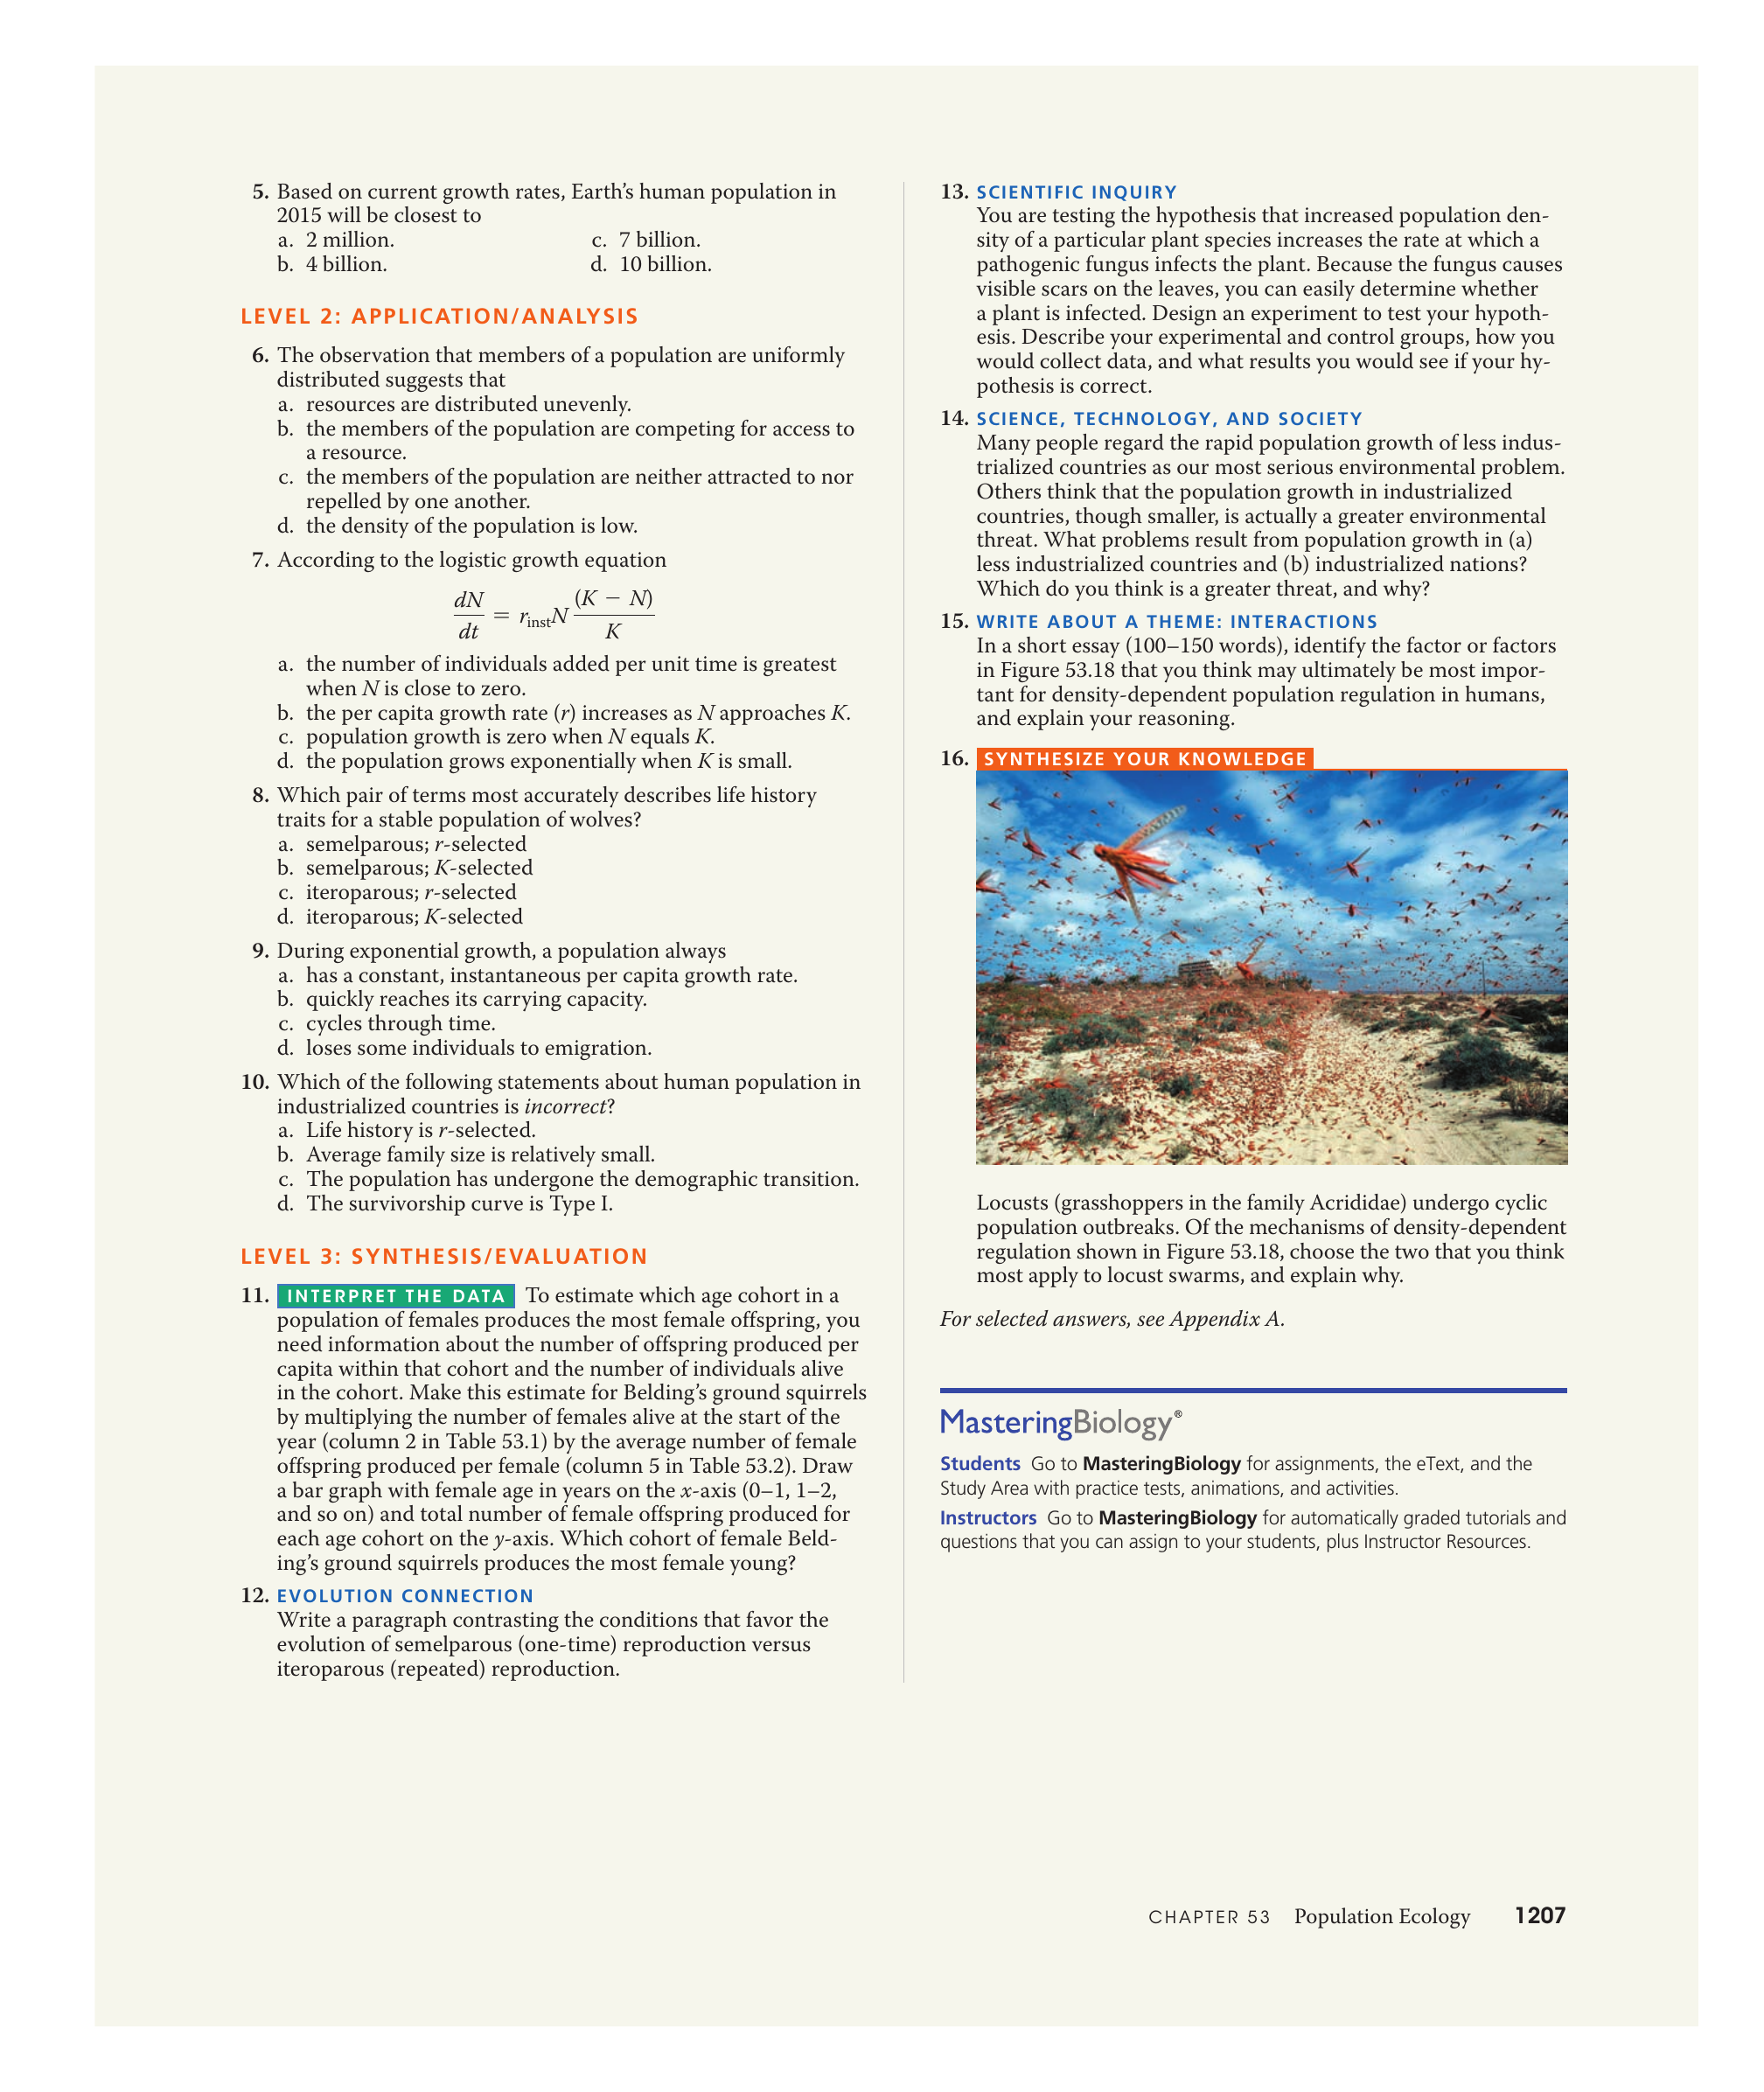 5. Based on current growth rates, Earth's human population in
2015 will be closest to
a. 2 million.
b. 4 billion.
c. 7 billion.
d. 10 billion.
LEVEL 2: APPLICATION/ANALYSIS
6. The observation that members of a population are uniformly
distributed suggests that
a. resources are distributed unevenly.
b. the members of the population are competing for access to
a resource.
c. the members of the population are neither attracted to nor
repelled by one another.
d. the density of the population is low.
7. According to the logistic growth equation
dN/dt = r_inst N (K − N)/K
a. the number of individuals added per unit time is greatest
when N is close to zero.
b. the per capita growth rate (r) increases as N approaches K.
c. population growth is zero when N equals K.
d. the population grows exponentially when K is small.
8. Which pair of terms most accurately describes life history
traits for a stable population of wolves?
a. semelparous; r-selected
b. semelparous; K-selected
c. iteroparous; r-selected
d. iteroparous; K-selected
9. During exponential growth, a population always
a. has a constant, instantaneous per capita growth rate.
b. quickly reaches its carrying capacity.
c. cycles through time.
d. loses some individuals to emigration.
10. Which of the following statements about human population in
industrialized countries is incorrect?
a. Life history is r-selected.
b. Average family size is relatively small.
c. The population has undergone the demographic transition.
d. The survivorship curve is Type I.
LEVEL 3: SYNTHESIS/EVALUATION
11. INTERPRET THE DATA To estimate which age cohort in a
population of females produces the most female offspring, you
need information about the number of offspring produced per
capita within that cohort and the number of individuals alive
in the cohort. Make this estimate for Belding's ground squirrels
by multiplying the number of females alive at the start of the
year (column 2 in Table 53.1) by the average number of female
offspring produced per female (column 5 in Table 53.2). Draw
a bar graph with female age in years on the x-axis (0–1, 1–2,
and so on) and total number of female offspring produced for
each age cohort on the y-axis. Which cohort of female Beld-
ing's ground squirrels produces the most female young?
12. EVOLUTION CONNECTION
Write a paragraph contrasting the conditions that favor the
evolution of semelparous (one-time) reproduction versus
iteroparous (repeated) reproduction.
13. SCIENTIFIC INQUIRY
You are testing the hypothesis that increased population den-
sity of a particular plant species increases the rate at which a
pathogenic fungus infects the plant. Because the fungus causes
visible scars on the leaves, you can easily determine whether
a plant is infected. Design an experiment to test your hypoth-
esis. Describe your experimental and control groups, how you
would collect data, and what results you would see if your hy-
pothesis is correct.
14. SCIENCE, TECHNOLOGY, AND SOCIETY
Many people regard the rapid population growth of less indus-
trialized countries as our most serious environmental problem.
Others think that the population growth in industrialized
countries, though smaller, is actually a greater environmental
threat. What problems result from population growth in (a)
less industrialized countries and (b) industrialized nations?
Which do you think is a greater threat, and why?
15. WRITE ABOUT A THEME: INTERACTIONS
In a short essay (100–150 words), identify the factor or factors
in Figure 53.18 that you think may ultimately be most impor-
tant for density-dependent population regulation in humans,
and explain your reasoning.
16. SYNTHESIZE YOUR KNOWLEDGE
Locusts (grasshoppers in the family Acrididae) undergo cyclic
population outbreaks. Of the mechanisms of density-dependent
regulation shown in Figure 53.18, choose the two that you think
most apply to locust swarms, and explain why.
For selected answers, see Appendix A.
MasteringBiology®
Students Go to MasteringBiology for assignments, the eText, and the
Study Area with practice tests, animations, and activities.
Instructors Go to MasteringBiology for automatically graded tutorials and
questions that you can assign to your students, plus Instructor Resources.
CHAPTER 53 Population Ecology 1207